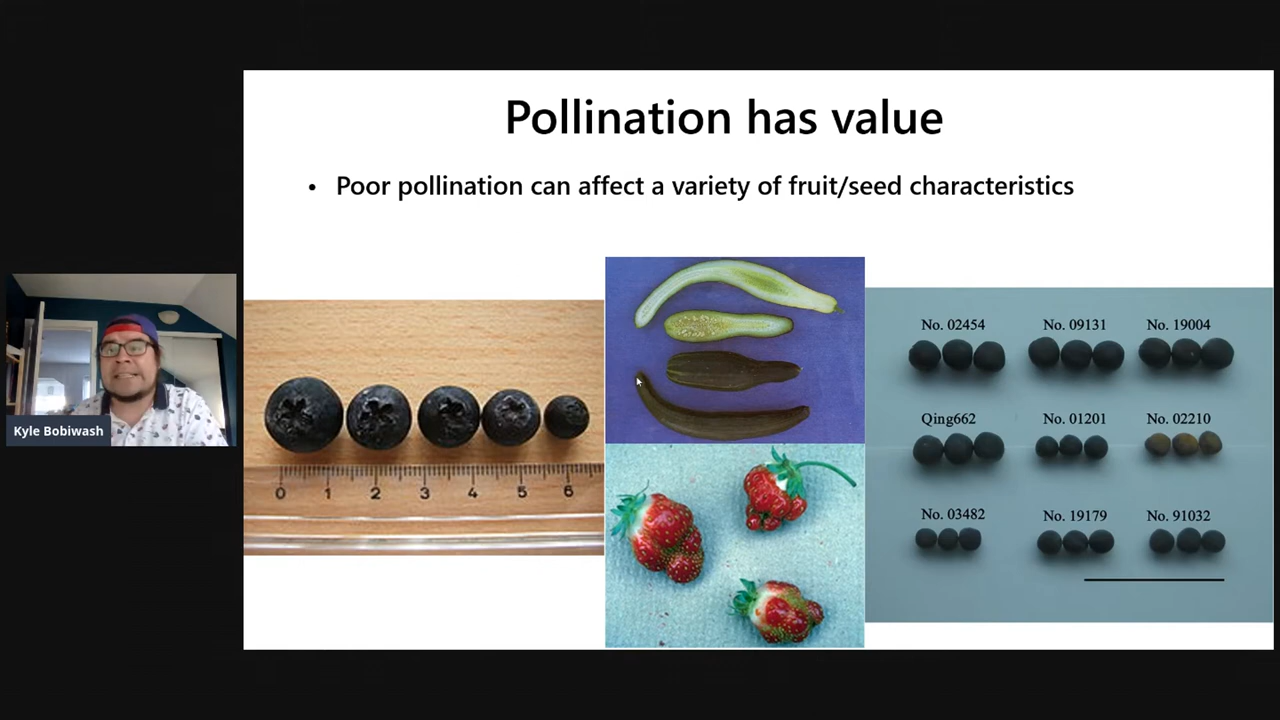 Pollination has value
• Poor pollination can affect a variety of fruit/seed characteristics
Kyle Bobiwash
0 1 2 3 4 5 6
No. 02454 No. 09131 No. 19004
Qing662 No. 01201 No. 02210
No. 03482 No. 19179 No. 91032